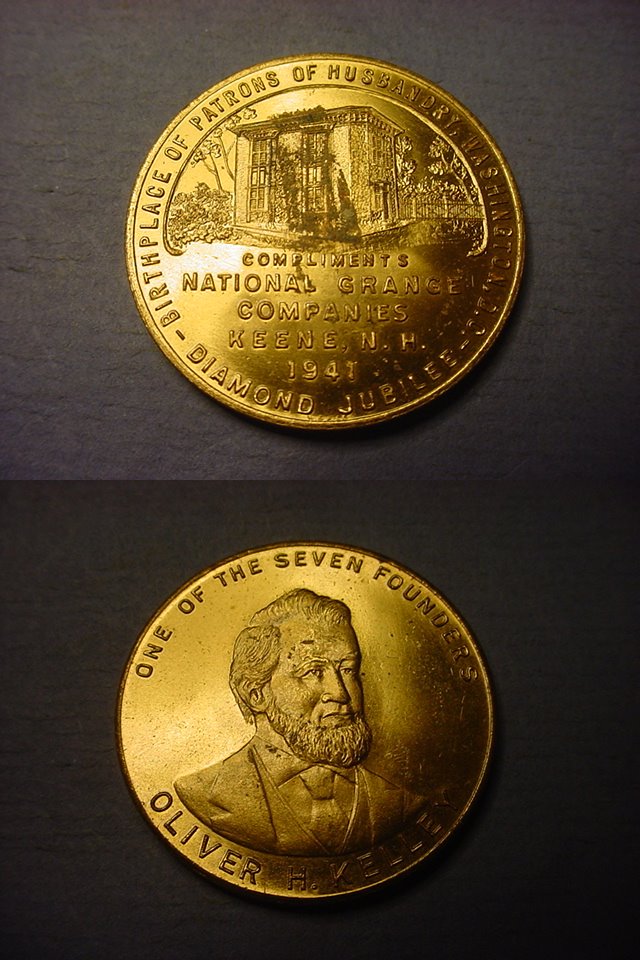 BIRTHPLACE OF PATRONS OF HUSBANDRY, WASHINGTON, D.C.
COMPLIMENTS
NATIONAL GRANGE
COMPANIES
KEENE, N. H.
1941
- DIAMOND JUBILEE -
ONE OF THE SEVEN FOUNDERS
OLIVER H. KELLEY